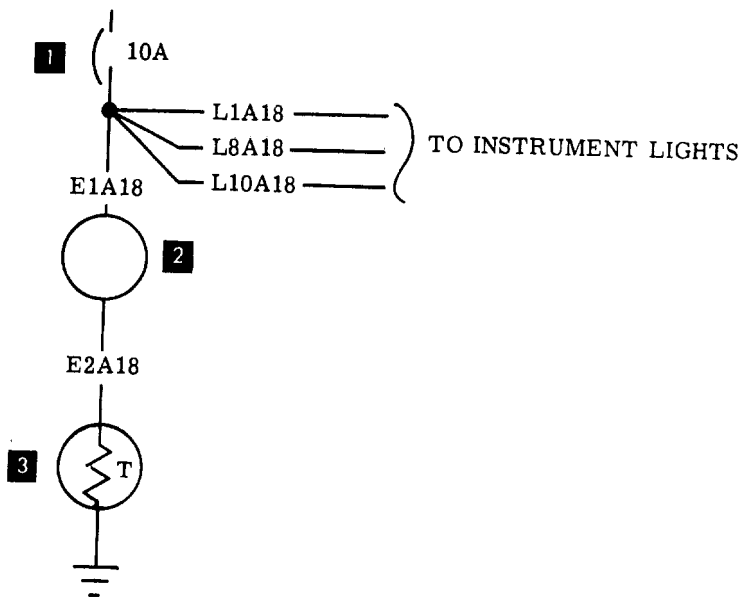 1
10A
L1A18
L8A18
TO INSTRUMENT LIGHTS
L10A18
E1A18
2
E2A18
3
T